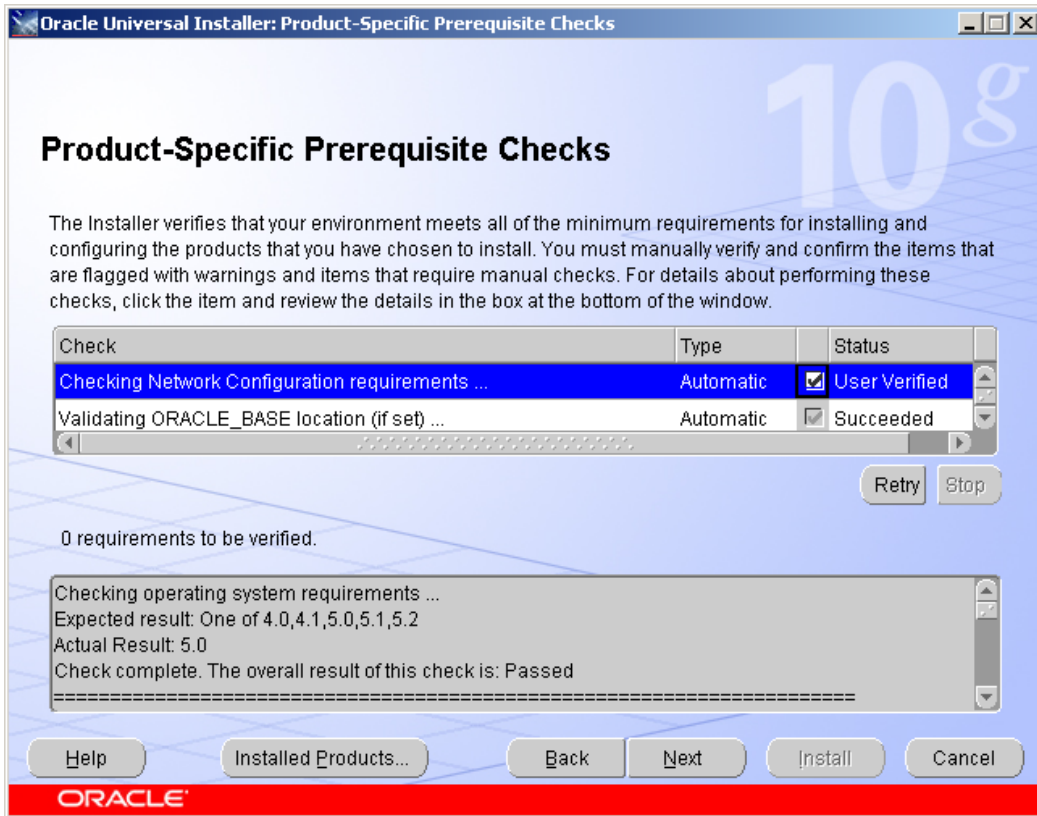 Oracle Universal Installer: Product-Specific Prerequisite Checks
10g
Product-Specific Prerequisite Checks
The Installer verifies that your environment meets all of the minimum requirements for installing and
configuring the products that you have chosen to install. You must manually verify and confirm the items that
are flagged with warnings and items that require manual checks. For details about performing these
checks, click the item and review the details in the box at the bottom of the window.
Check Type Status
Checking Network Configuration requirements ... Automatic User Verified
Validating ORACLE_BASE location (if set) ... Automatic Succeeded
Retry Stop
0 requirements to be verified.
Checking operating system requirements ...
Expected result: One of 4.0,4.1,5.0,5.1,5.2
Actual Result: 5.0
Check complete. The overall result of this check is: Passed
========================================================================
Help Installed Products... Back Next Install Cancel
ORACLE